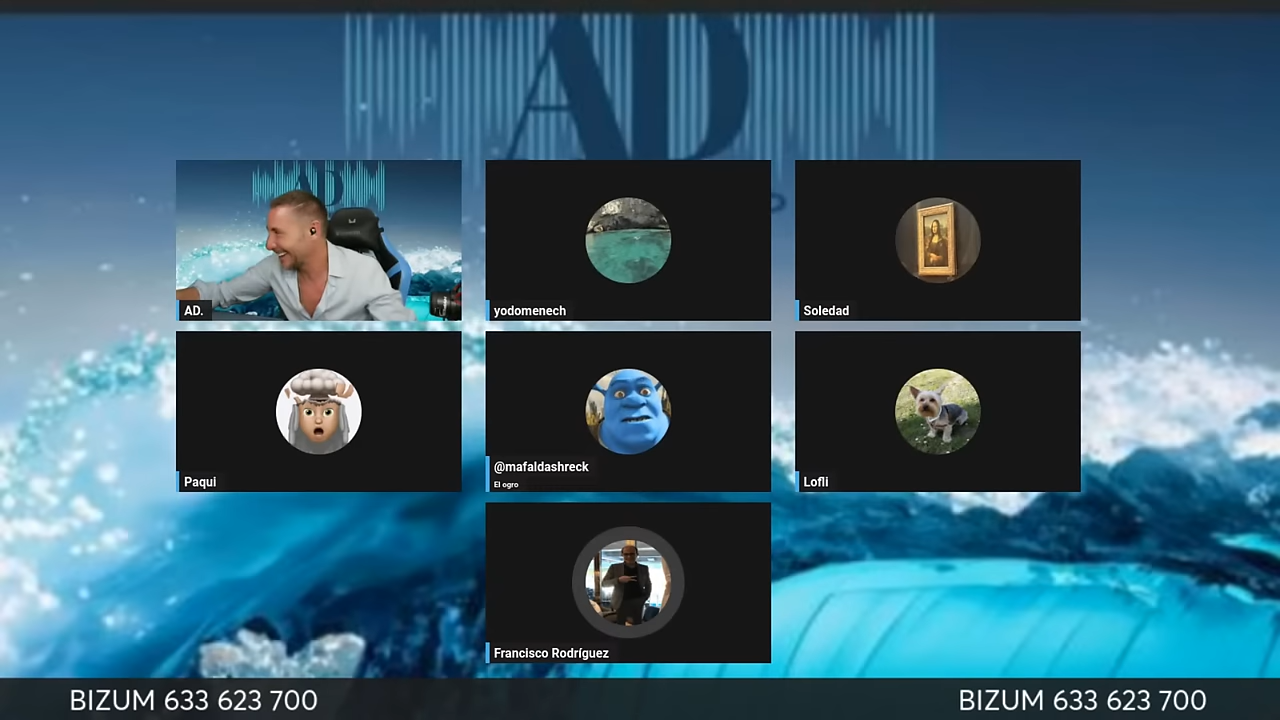 AD
AD
AD.
yodomenech
Soledad
Paqui
@mafaldashreck
El ogro
Lofli
Francisco Rodríguez
BIZUM 633 623 700
BIZUM 633 623 700